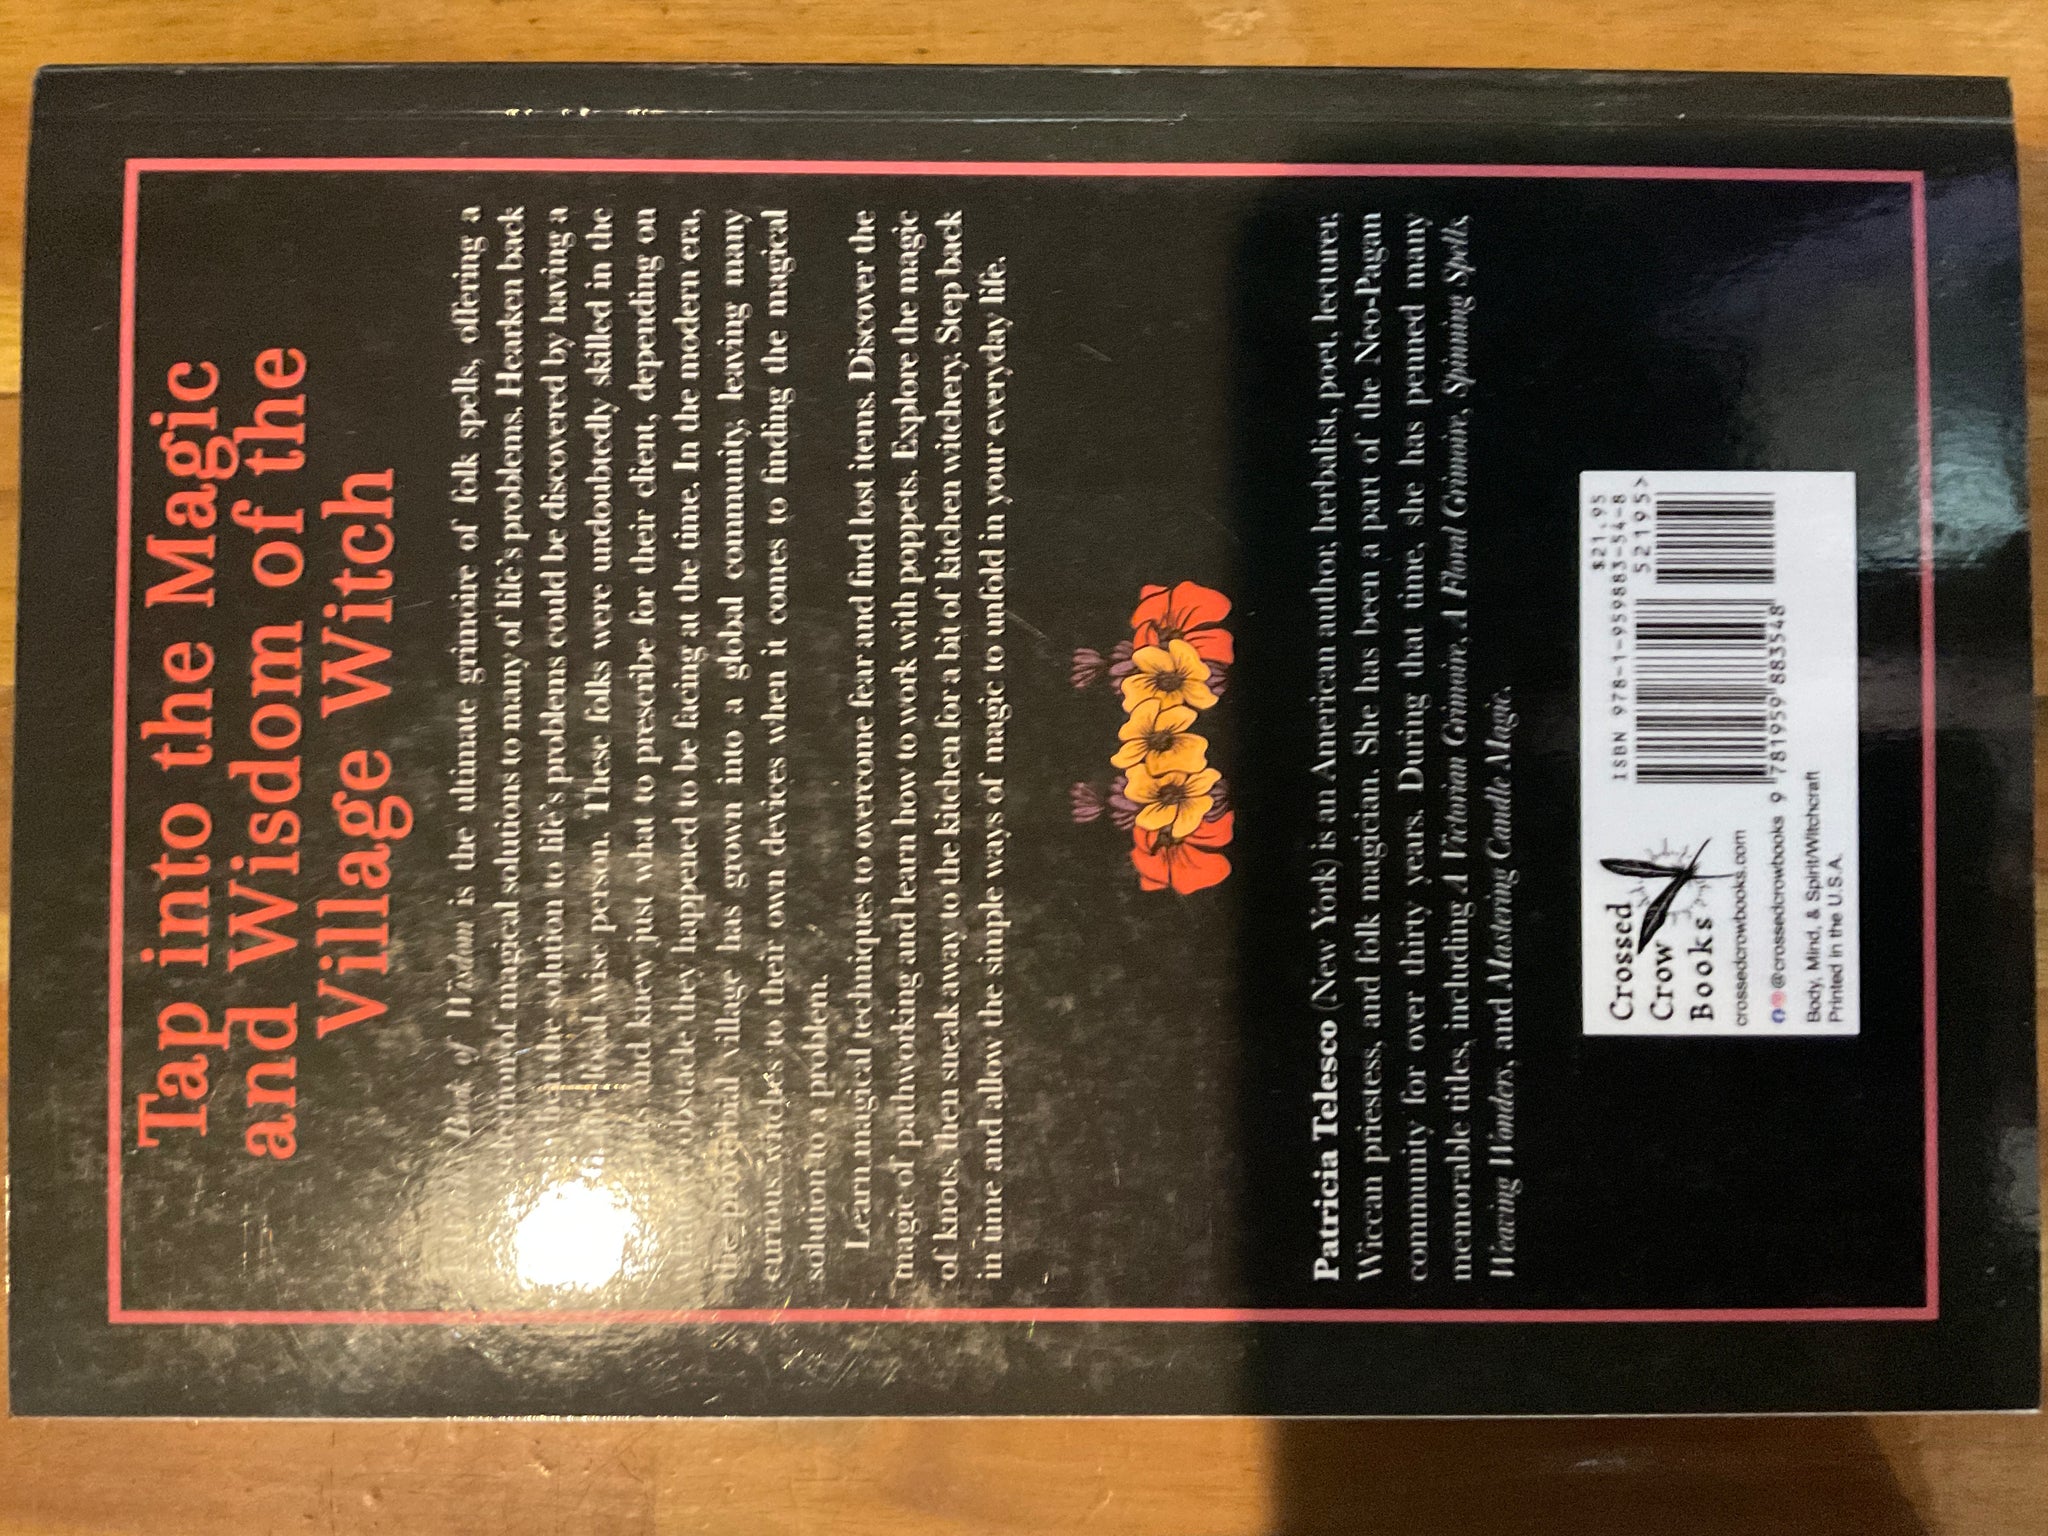 Tap into the Magic
and Wisdom of the
Village Witch
Book of Wisdom is the ultimate grimoire of folk spells, offering a
of magical solutions to many of life's problems. Hearken back
the solution to life's problems could be discovered by having a
local wise person. These folks were undoubtedly skilled in the
and knew just what to prescribe for their client, depending on
obstacle they happened to be facing at the time. In the modern era,
the proverbial village has grown into a global community, leaving many
curious witches to their own devices when it comes to finding the magical
solution to a problem.
Learn magical techniques to overcome fear and find lost items. Discover the
magic of pathworking and learn how to work with poppets. Explore the magic
of knots, then sneak away to the kitchen for a bit of kitchen witchery. Step back
in time and allow the simple ways of magic to unfold in your everyday life.
Patricia Telesco (New York) is an American author, herbalist, poet, lecturer,
Wiccan priestess, and folk magician. She has been a part of the Neo-Pagan
community for over thirty years. During that time, she has penned many
memorable titles, including A Victorian Grimoire, A Floral Grimoire, Spinning Spells,
Weaving Wonders, and Mastering Candle Magic.
Crossed
Crow
Books
crossedcrowbooks.com
@crossedcrowbooks
Body, Mind, & Spirit/Witchcraft
Printed in the U.S.A.
$21.95
ISBN 978-1-959883-54-8
52195>
9 781959 883548